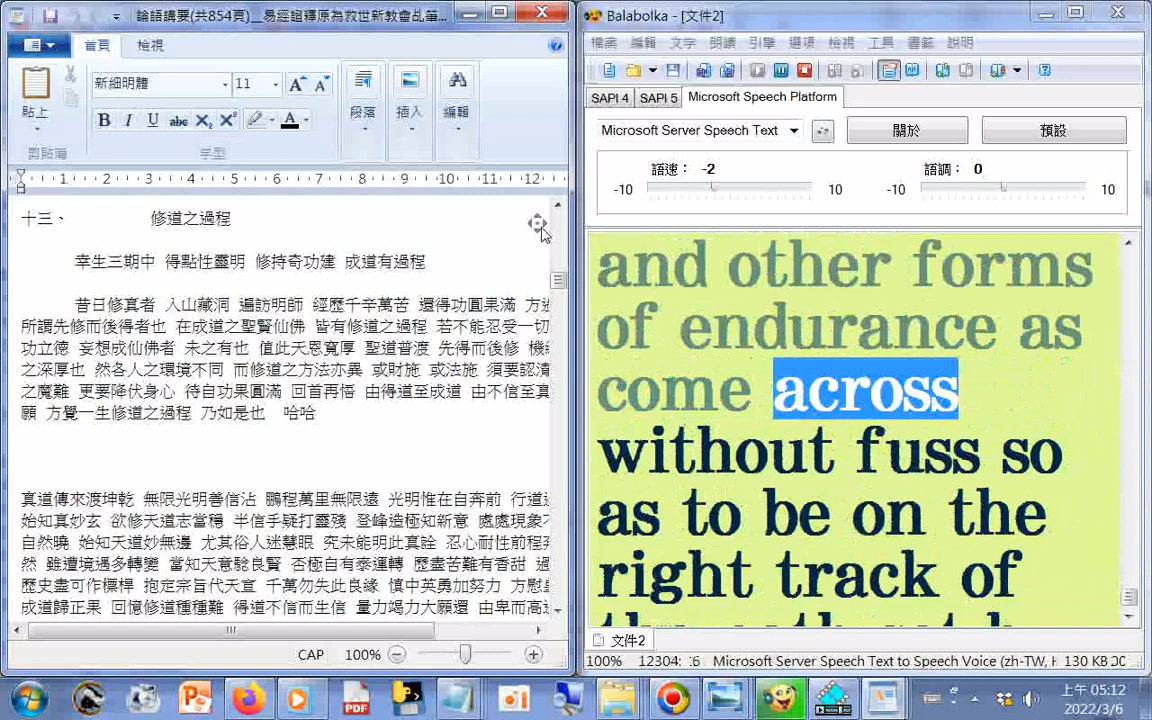 論語講要(共854頁)__易經證釋原為救世新教會乩筆...
首頁 檢視
新細明體 11
貼上
段落 插入 編輯
剪貼簿 字型
1 2 3 4 5 6 7 8 9 10 11 12
十三、 修道之過程
幸生三期中 得點性靈明 修持奇功建 成道有過程
昔日修真者 入山藏洞 遍訪明師 經歷千辛萬苦 還得功圓果滿 方
所謂先修而後得者也 在成道之聖賢仙佛 皆有修道之過程 若不能忍受一切
功立德 妄想成仙佛者 未之有也 值此天恩寬厚 聖道普渡 先得而後修 機
之深厚也 然各人之環境不同 而修道之方法亦異 或財施 或法施 須要認清
之魔難 更要降伏身心 待自功果圓滿 回首再悟 由得道至成道 由不信至真
願 方覺一生修道之過程 乃如是也 哈哈
真道傳來渡坤乾 無限光明善信沾 鵬程萬里無限遠 光明惟在自奔前 行道
始知真妙玄 欲修天道志當穩 半信乎疑打靈殘 登峰造極知新意 處處現象
自然曉 始知天道妙無邊 尤其俗人迷慧眼 究未能明此真詮 忍心耐性前程
然 雖遭境遇多轉變 當知天意驗良賢 否極自有泰運轉 歷盡苦難有香甜
歷史盡可作標桿 抱定宗旨代天宣 千萬勿失此良緣 慎中英勇加努力 方慰
成道歸正果 回憶修道種種難 得道不信而生信 量力竭力大願還 由卑而高
CAP 100%
Balabolka - [文件2]
檔案 編輯 文字 朗讀 引擎 選項 檢視 工具 書籤 說明
SAPI 4 SAPI 5 Microsoft Speech Platform
Microsoft Server Speech Text 關於 預設
語速: -2 語調: 0
-10 10 -10 10
and other forms
of endurance as
come across
without fuss so
as to be on the
right track of
文件2
100% 12304: 16 Microsoft Server Speech Text to Speech Voice (zh-TW, H 130 KB
上午 05:12
2022/3/6